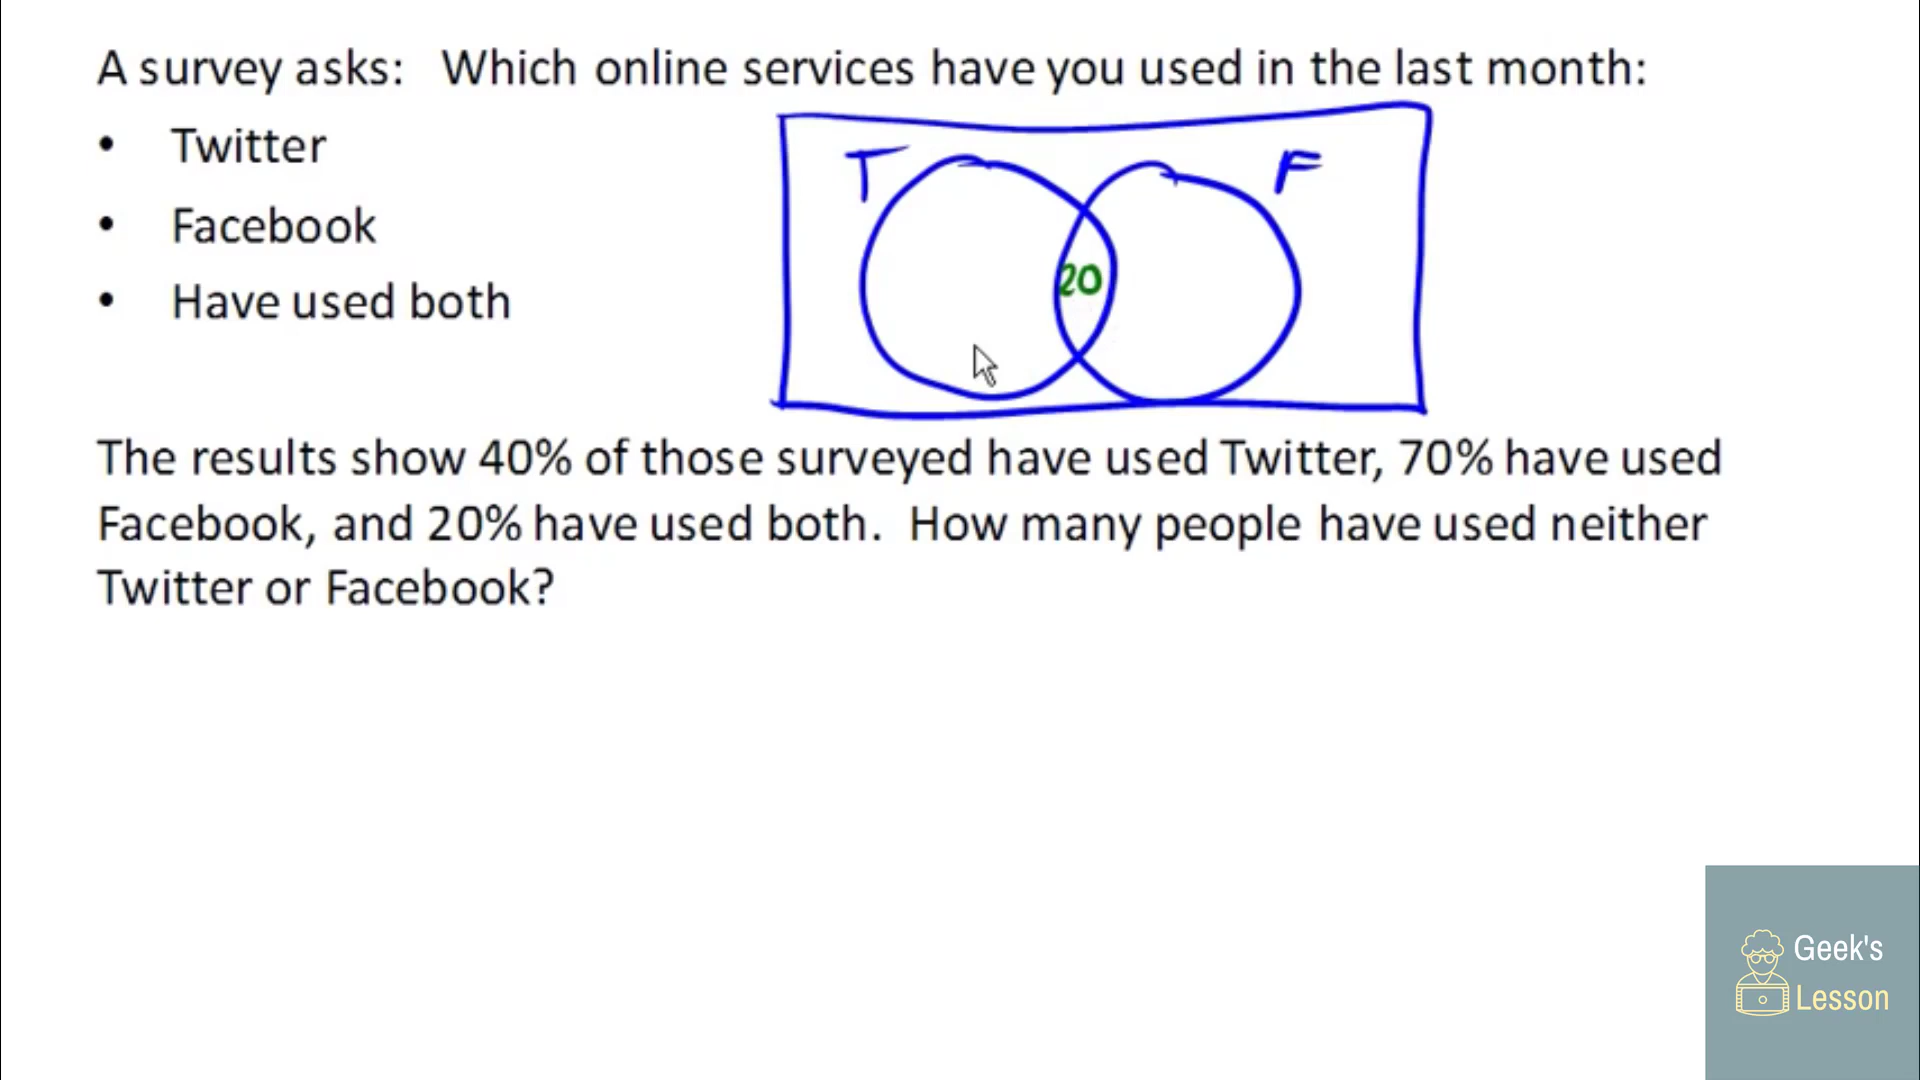 A survey asks: Which online services have you used in the last month:
• Twitter
• Facebook
• Have used both
T
F
20
The results show 40% of those surveyed have used Twitter, 70% have used
Facebook, and 20% have used both. How many people have used neither
Twitter or Facebook?
Geek's
Lesson